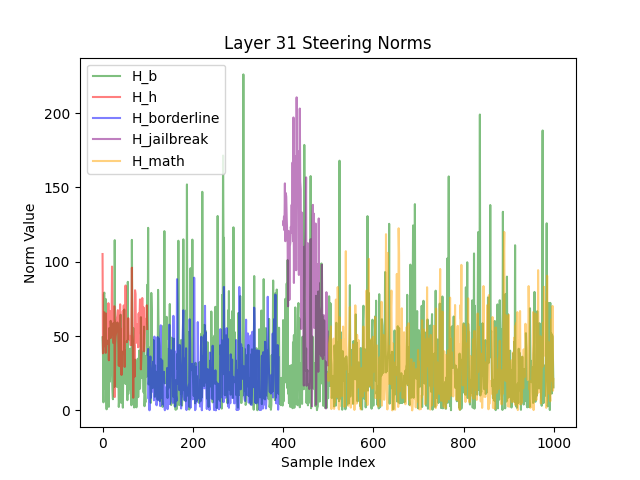 Layer 31 Steering Norms
H_b
H_h
H_borderline
H_jailbreak
H_math
Norm Value
200
150
100
50
0
0 200 400 600 800 1000
Sample Index